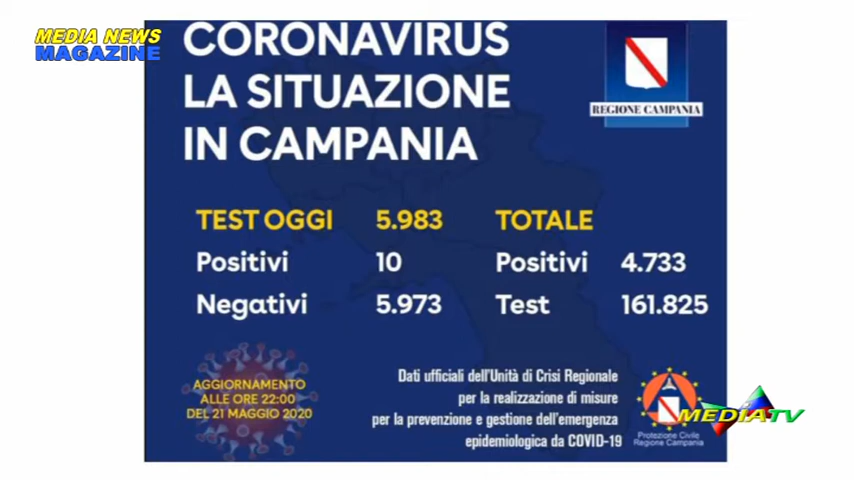 MEDIA NEWS
MAGAZINE
CORONAVIRUS
LA SITUAZIONE
IN CAMPANIA
REGIONE CAMPANIA
TEST OGGI 5.983 TOTALE
Positivi 10 Positivi 4.733
Negativi 5.973 Test 161.825
AGGIORNAMENTO
ALLE ORE 22:00
DEL 21 MAGGIO 2020
Dati ufficiali dell'Unità di Crisi Regionale
per la realizzazione di misure
per la prevenzione e gestione dell'emergenza
epidemiologica da COVID-19
MEDIATV
Protezione Civile
Regione Campania